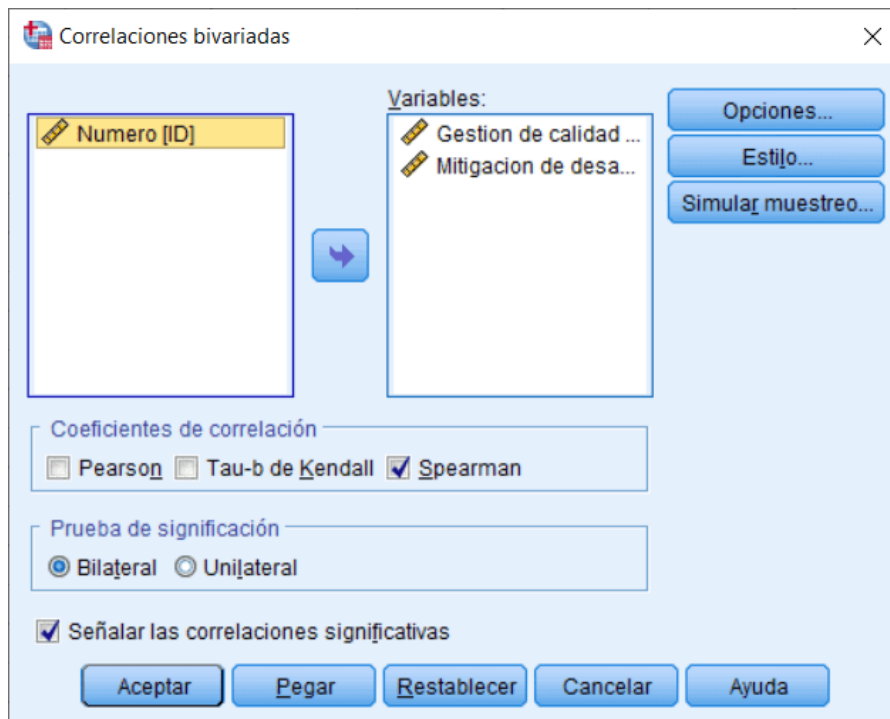 Correlaciones bivariadas
Variables:
Numero [ID]
Gestion de calidad ...
Mitigacion de desa...
Opciones...
Estilo...
Simular muestreo...
Coeficientes de correlación
Pearson Tau-b de Kendall Spearman
Prueba de significación
Bilateral Unilateral
Señalar las correlaciones significativas
Aceptar Pegar Restablecer Cancelar Ayuda